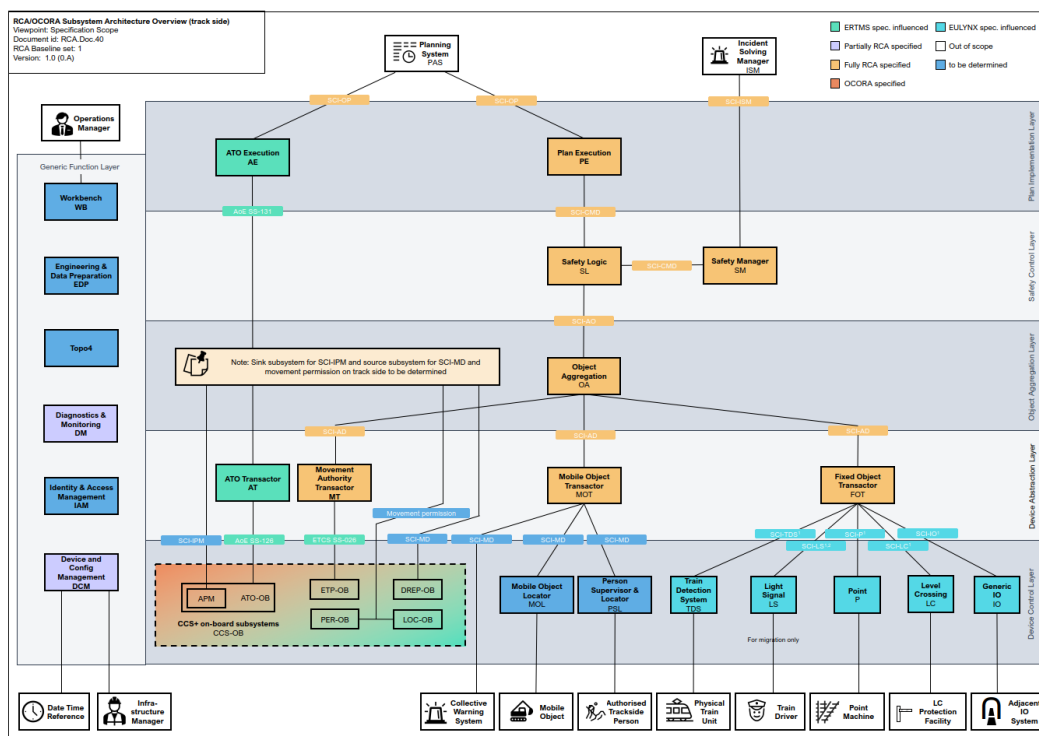 RCA/OCORA Subsystem Architecture Overview (track side)
Viewpoint: Specification Scope
Document id: RCA.Doc.40
RCA Baseline set: 1
Version: 1.0 (0.A)
Planning
System
PAS
Incident
Solving
Manager
ISM
ERTMS spec. influenced
EULYNX spec. influenced
Partially RCA specified
Out of scope
Fully RCA specified
to be determined
OCORA specified
SCI-OP
SCI-OP
SCI-ISM
Operations
Manager
Generic Function Layer
Plan Implementation Layer
ATO Execution
AE
Plan Execution
PE
Workbench
WB
AoE SS-131
SCI-CMD
Safety Control Layer
Engineering &
Data Preparation
EDP
Safety Logic
SL
SCI-CMD
Safety Manager
SM
SCI-AO
Topo4
Note: Sink subsystem for SCI-IPM and source subsystem for SCI-MD and
movement permission on track side to be determined
Object
Aggregation
OA
Object Aggregation Layer
Diagnostics &
Monitoring
DM
SCI-AD
SCI-AD
SCI-AD
Device Abstraction Layer
Identity & Access
Management
IAM
ATO Transactor
AT
Movement
Authority
Transactor
MT
Mobile Object
Transactor
MOT
Fixed Object
Transactor
FOT
Movement permission
SCI-IPM
AoE SS-126
ETCS SS-026
SCI-MD
SCI-MD
SCI-MD
SCI-MD
SCI-TDS
SCI-LS
SCI-P
SCI-LC
SCI-IO
Device and
Config
Management
DCM
APM
ATO-OB
CCS+ on-board subsystems
CCS-OB
ETP-OB
DREP-OB
PER-OB
LOC-OB
Mobile Object
Locator
MOL
Person
Supervisor &
Locator
PSL
Train
Detection
System
TDS
Light
Signal
LS
Point
P
Level
Crossing
LC
Generic
IO
IO
Device Control Layer
For migration only
Date Time
Reference
Infra-
structure
Manager
Collective
Warning
System
Mobile
Object
Authorised
Trackside
Person
Physical
Train
Unit
Train
Driver
Point
Machine
LC
Protection
Facility
Adjacent
IO
System